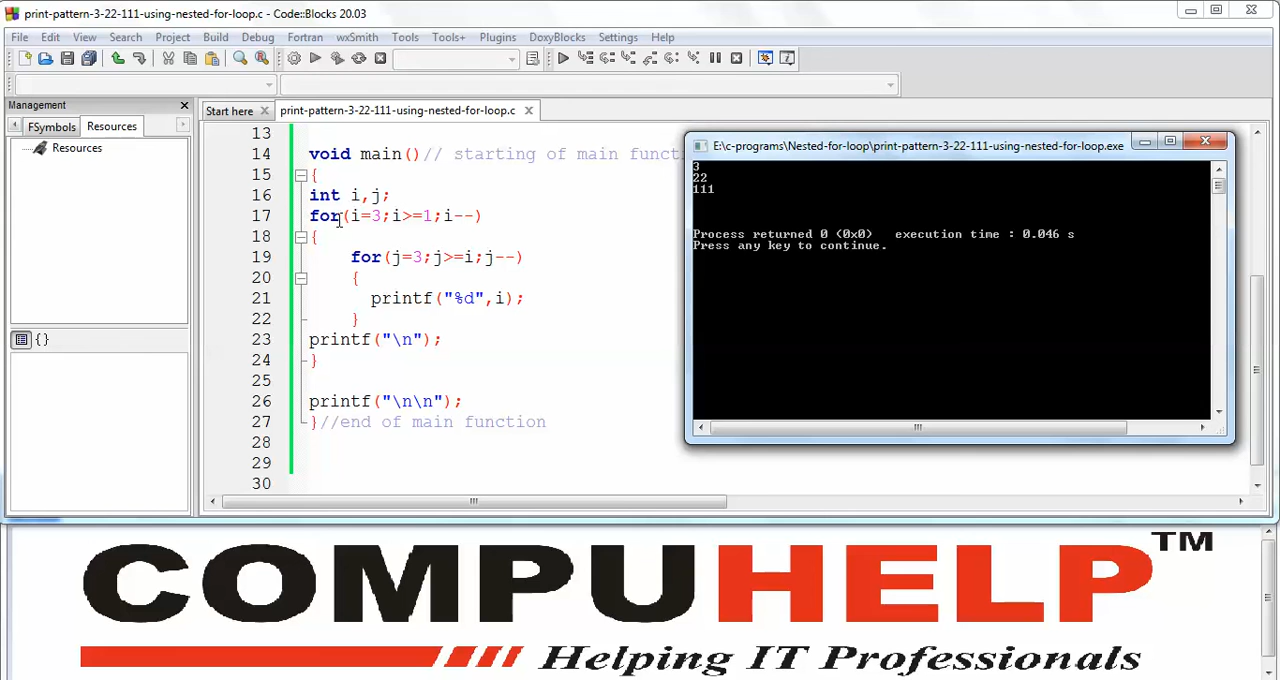 print-pattern-3-22-111-using-nested-for-loop.c - Code::Blocks 20.03
File Edit View Search Project Build Debug Fortran wxSmith Tools Tools+ Plugins DoxyBlocks Settings Help
Management
Start here
print-pattern-3-22-111-using-nested-for-loop.c
FSymbols
Resources
Resources
{}
13
14 void main()// starting of main functi
15 {
16 int i,j;
17 for(i=3;i>=1;i--)
18 {
19 for(j=3;j>=i;j--)
20 {
21 printf("%d",i);
22 }
23 printf("\n");
24 }
25
26 printf("\n\n");
27 }//end of main function
28
29
30
E:\c-programs\Nested-for-loop\print-pattern-3-22-111-using-nested-for-loop.exe
3
22
111
Process returned 0 (0x0) execution time : 0.046 s
Press any key to continue.
COMPUHELP TM
Helping IT Professionals